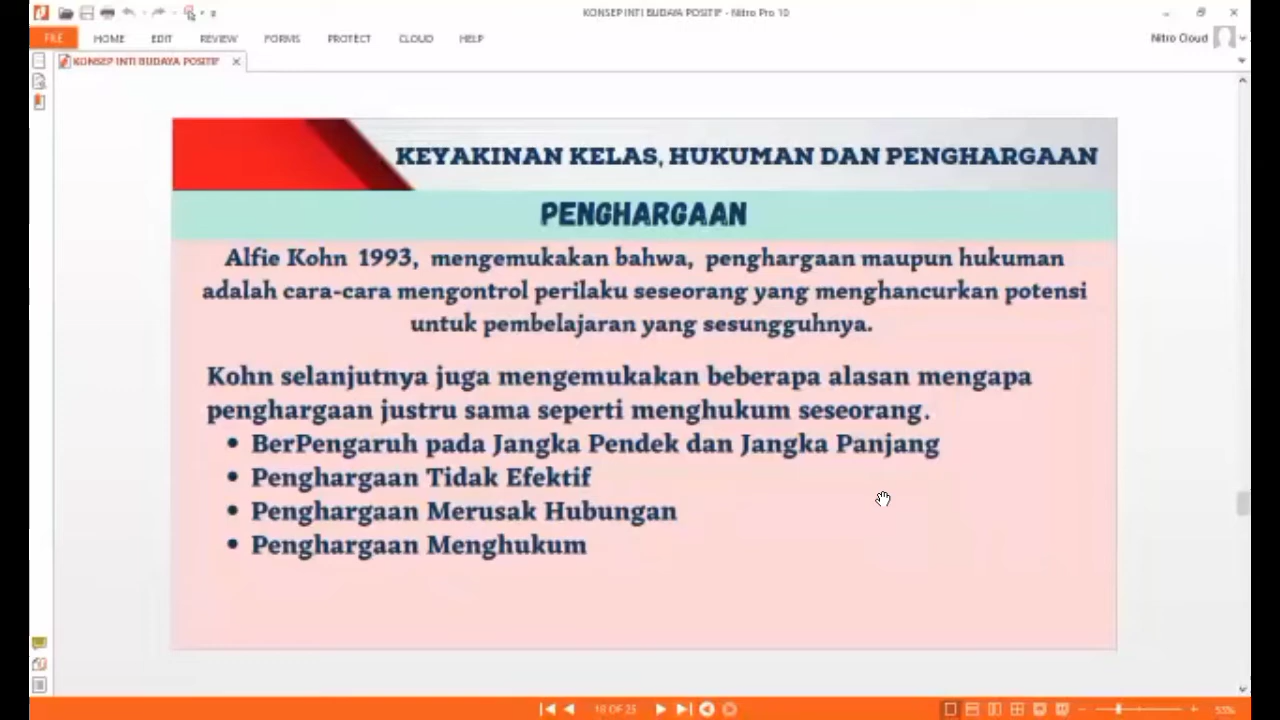 KONSEP INTI BUDAYA POSITIF - Nitro Pro 10
FILE HOME EDIT REVIEW FORMS PROTECT CLOUD HELP
Nitro Cloud
KONSEP INTI BUDAYA POSITIF
KEYAKINAN KELAS, HUKUMAN DAN PENGHARGAAN
PENGHARGAAN
Alfie Kohn 1993, mengemukakan bahwa, penghargaan maupun hukuman
adalah cara-cara mengontrol perilaku seseorang yang menghancurkan potensi
untuk pembelajaran yang sesungguhnya.
Kohn selanjutnya juga mengemukakan beberapa alasan mengapa
penghargaan justru sama seperti menghukum seseorang.
• BerPengaruh pada Jangka Pendek dan Jangka Panjang
• Penghargaan Tidak Efektif
• Penghargaan Merusak Hubungan
• Penghargaan Menghukum
18 OF 25
53%